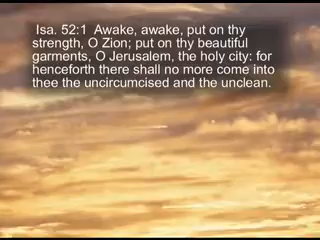 Isa. 52:1  Awake, awake, put on thy
strength, O Zion; put on thy beautiful
garments, O Jerusalem, the holy city: for
henceforth there shall no more come into
thee the uncircumcised and the unclean.